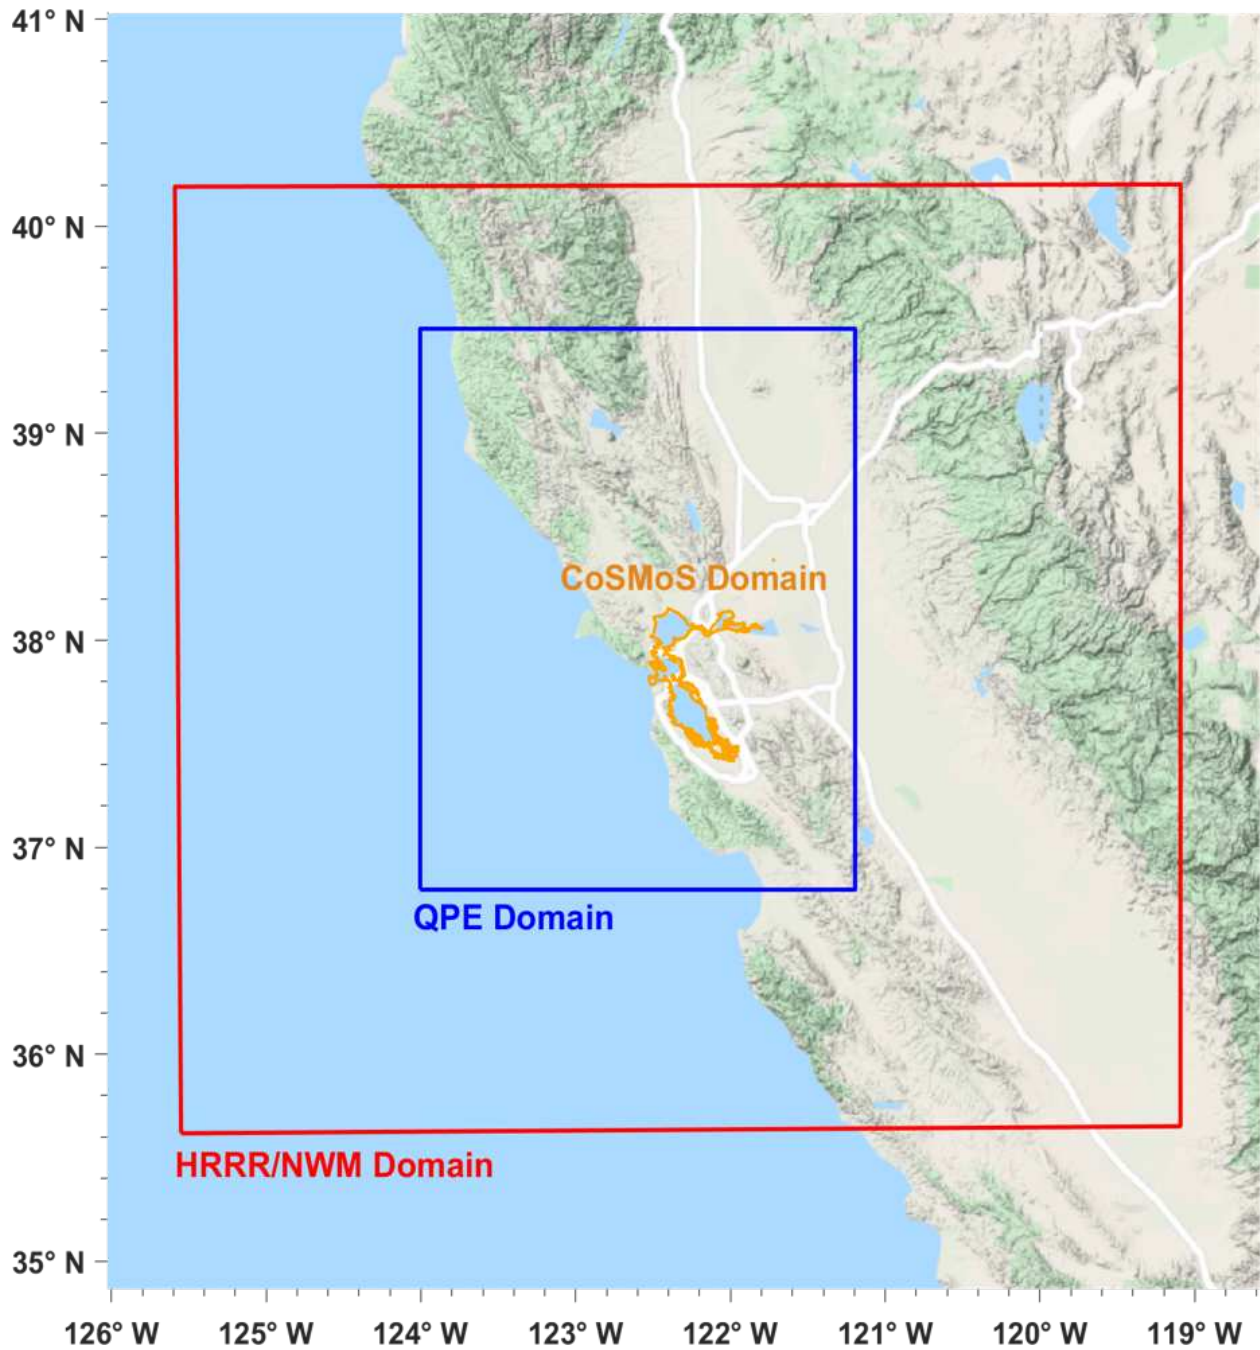 41° N
40° N
39° N
CoSMoS Domain
38° N
37° N
QPE Domain
36° N
HRRR/NWM Domain
35° N
126° W 125° W 124° W 123° W 122° W 121° W 120° W 119° W